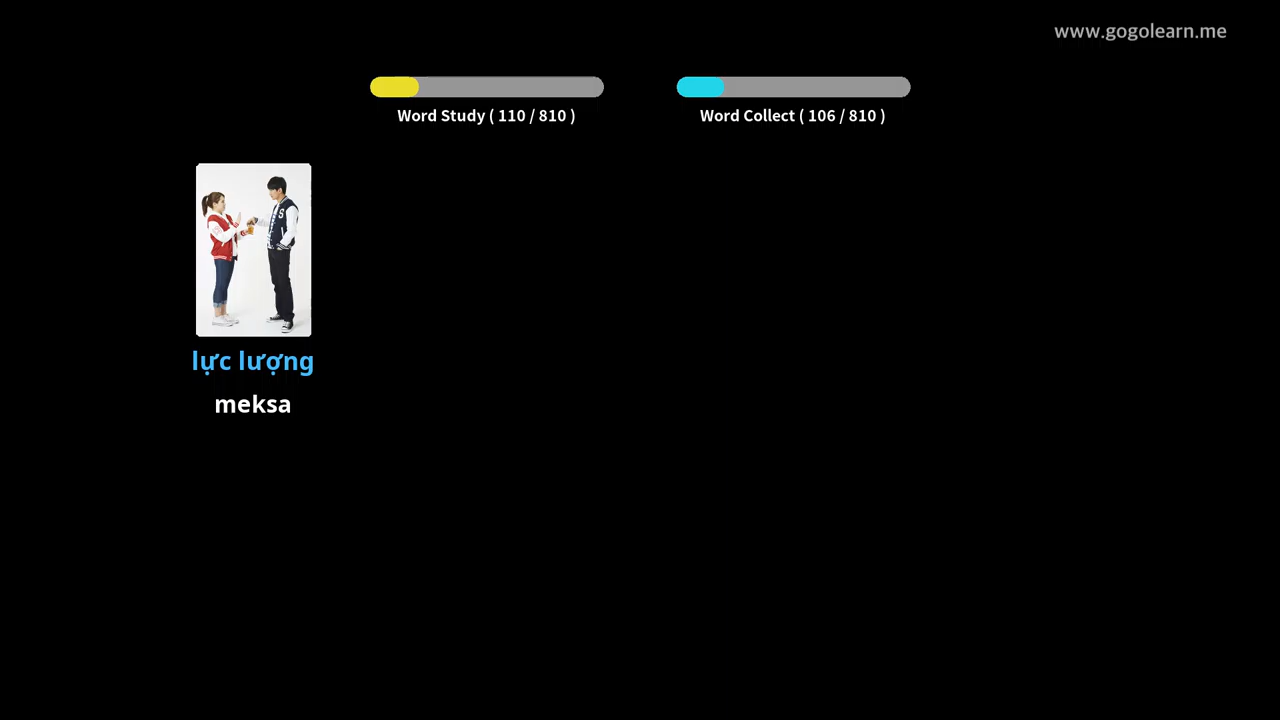 www.gogolearn.me
Word Study ( 110 / 810 )
Word Collect ( 106 / 810 )
S
lực lượng
meksa